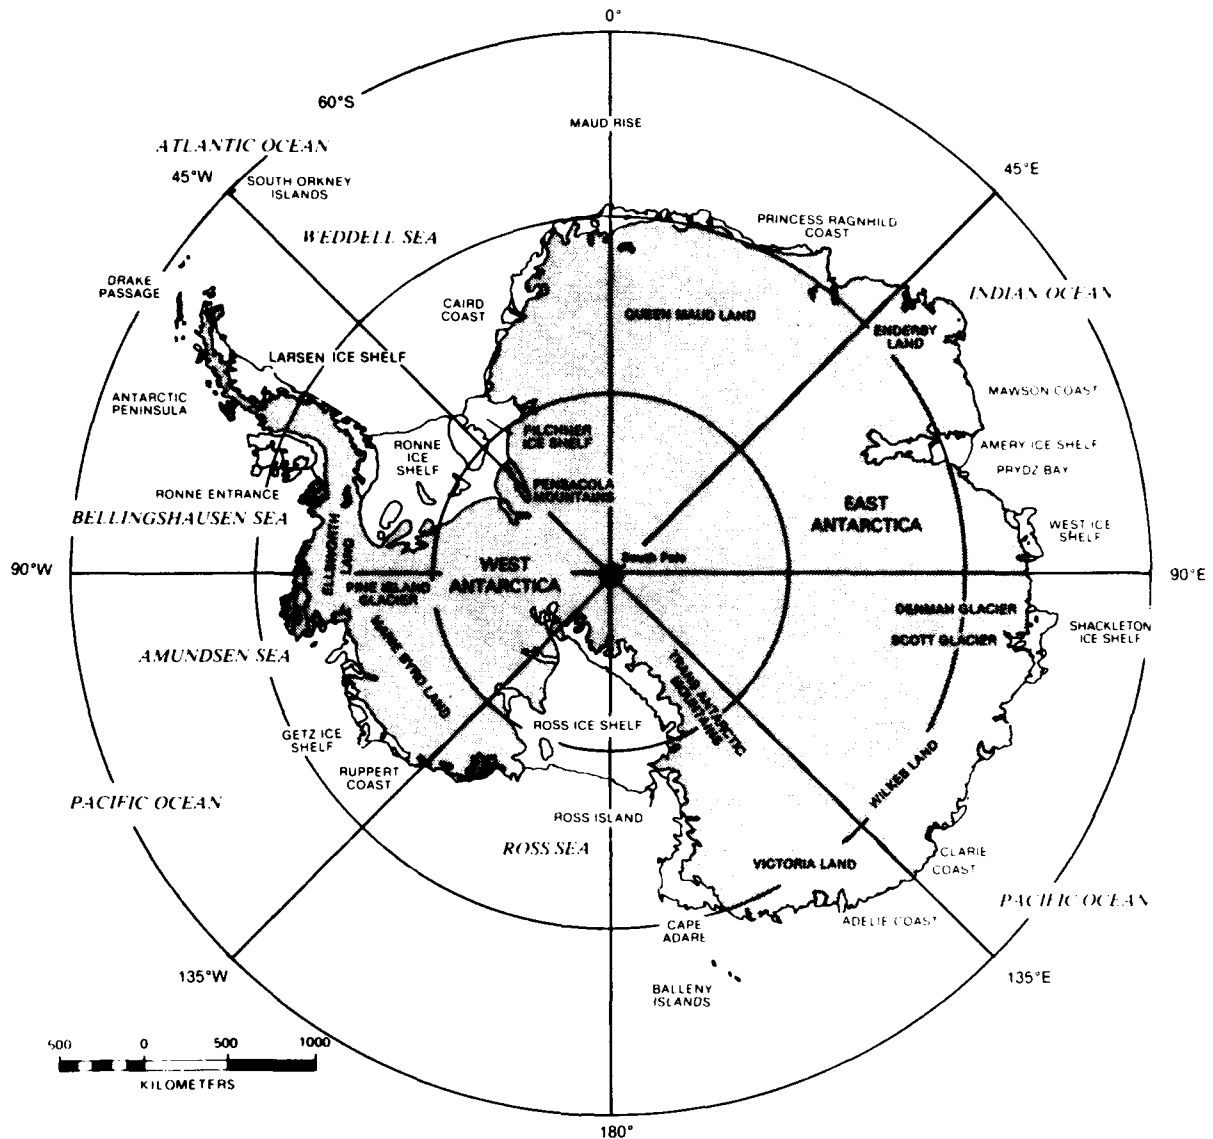 0°
60°S
MAUD RISE
ATLANTIC OCEAN
45°W
45°E
SOUTH ORKNEY
ISLANDS
PRINCESS RAGNHILD
COAST
WEDDELL SEA
DRAKE
PASSAGE
CAIRD
COAST
INDIAN OCEAN
QUEEN MAUD LAND
ENDERBY
LAND
LARSEN ICE SHELF
ANTARCTIC
PENINSULA
MAWSON COAST
RONNE
ICE
SHELF
FILCHNER
ICE SHELF
AMERY ICE SHELF
PRYDZ BAY
PENSACOLA
MOUNTAINS
RONNE ENTRANCE
BELLINGSHAUSEN SEA
EAST
ANTARCTICA
WEST ICE
SHELF
ELLSWORTH
LAND
WEST
ANTARCTICA
South Pole
90°W
90°E
PINE ISLAND
GLACIER
DENMAN GLACIER
SCOTT GLACIER
SHACKLETON
ICE SHELF
AMUNDSEN SEA
MARIE BYRD LAND
TRANS ANTARCTIC
MOUNTAINS
GETZ ICE
SHELF
ROSS ICE SHELF
RUPPERT
COAST
WILKES LAND
PACIFIC OCEAN
ROSS ISLAND
ROSS SEA
VICTORIA LAND
CLARIE
COAST
PACIFIC OCEAN
CAPE
ADARE
ADELIE COAST
135°W
135°E
BALLENY
ISLANDS
500 0 500 1000
KILOMETERS
180°